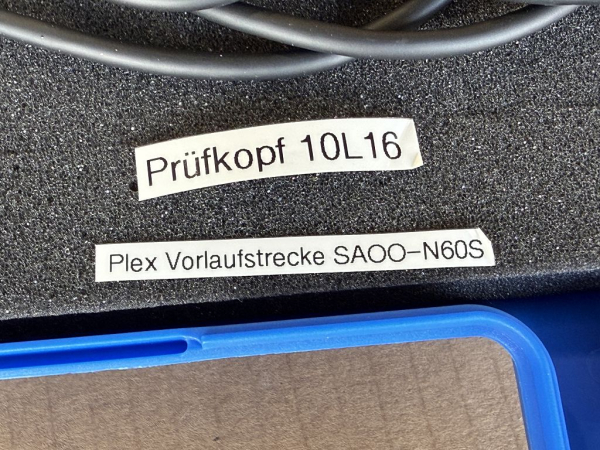 Prüfkopf 10L16
Plex Vorlaufstrecke SAOO-N60S